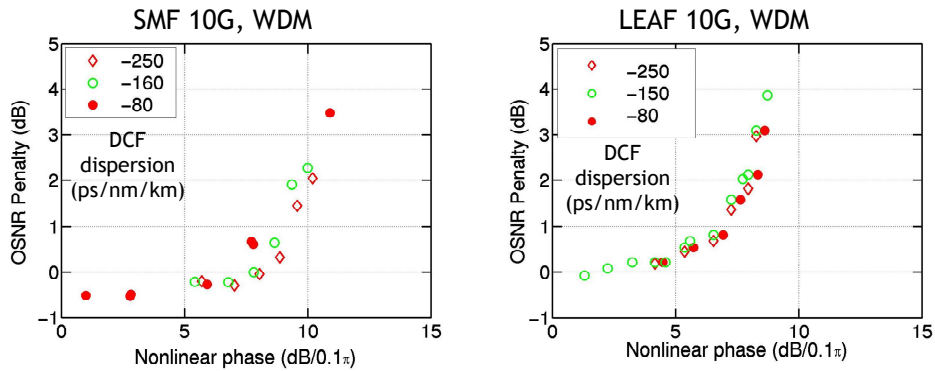 SMF 10G, WDM
5
4
3
2
1
0
−1
OSNR Penalty (dB)
−250
−160
−80
DCF
dispersion
(ps/nm/km)
0
5
10
15
Nonlinear phase (dB/0.1π)
LEAF 10G, WDM
5
4
3
2
1
0
−1
OSNR Penalty (dB)
−250
−150
−80
DCF
dispersion
(ps/nm/km)
0
5
10
15
Nonlinear phase (dB/0.1π)